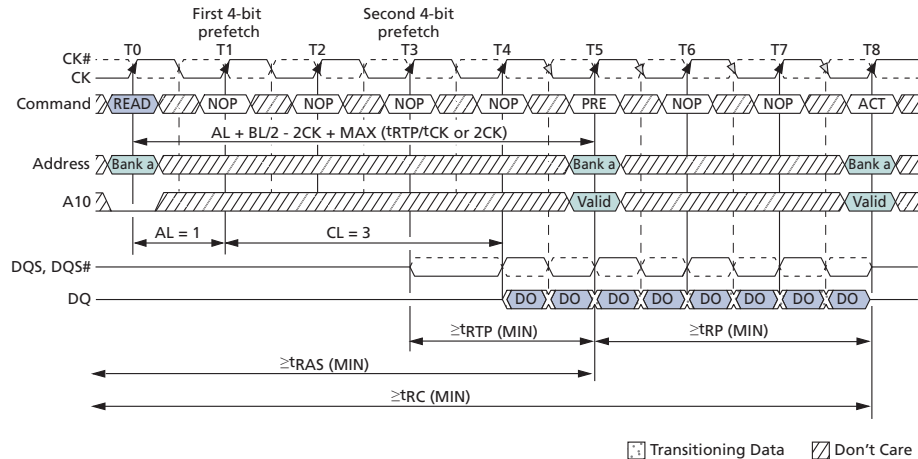 First 4-bit prefetch
Second 4-bit prefetch
T0 T1 T2 T3 T4 T5 T6 T7 T8
CK#
CK
Command READ NOP NOP NOP NOP PRE NOP NOP ACT
AL + BL/2 - 2CK + MAX (tRTP/tCK or 2CK)
Address Bank a Bank a Bank a
A10 Valid Valid
AL = 1 CL = 3
DQS, DQS#
DQ DO DO DO DO DO DO DO DO
≥tRTP (MIN) ≥tRP (MIN)
≥tRAS (MIN)
≥tRC (MIN)
Transitioning Data Don't Care